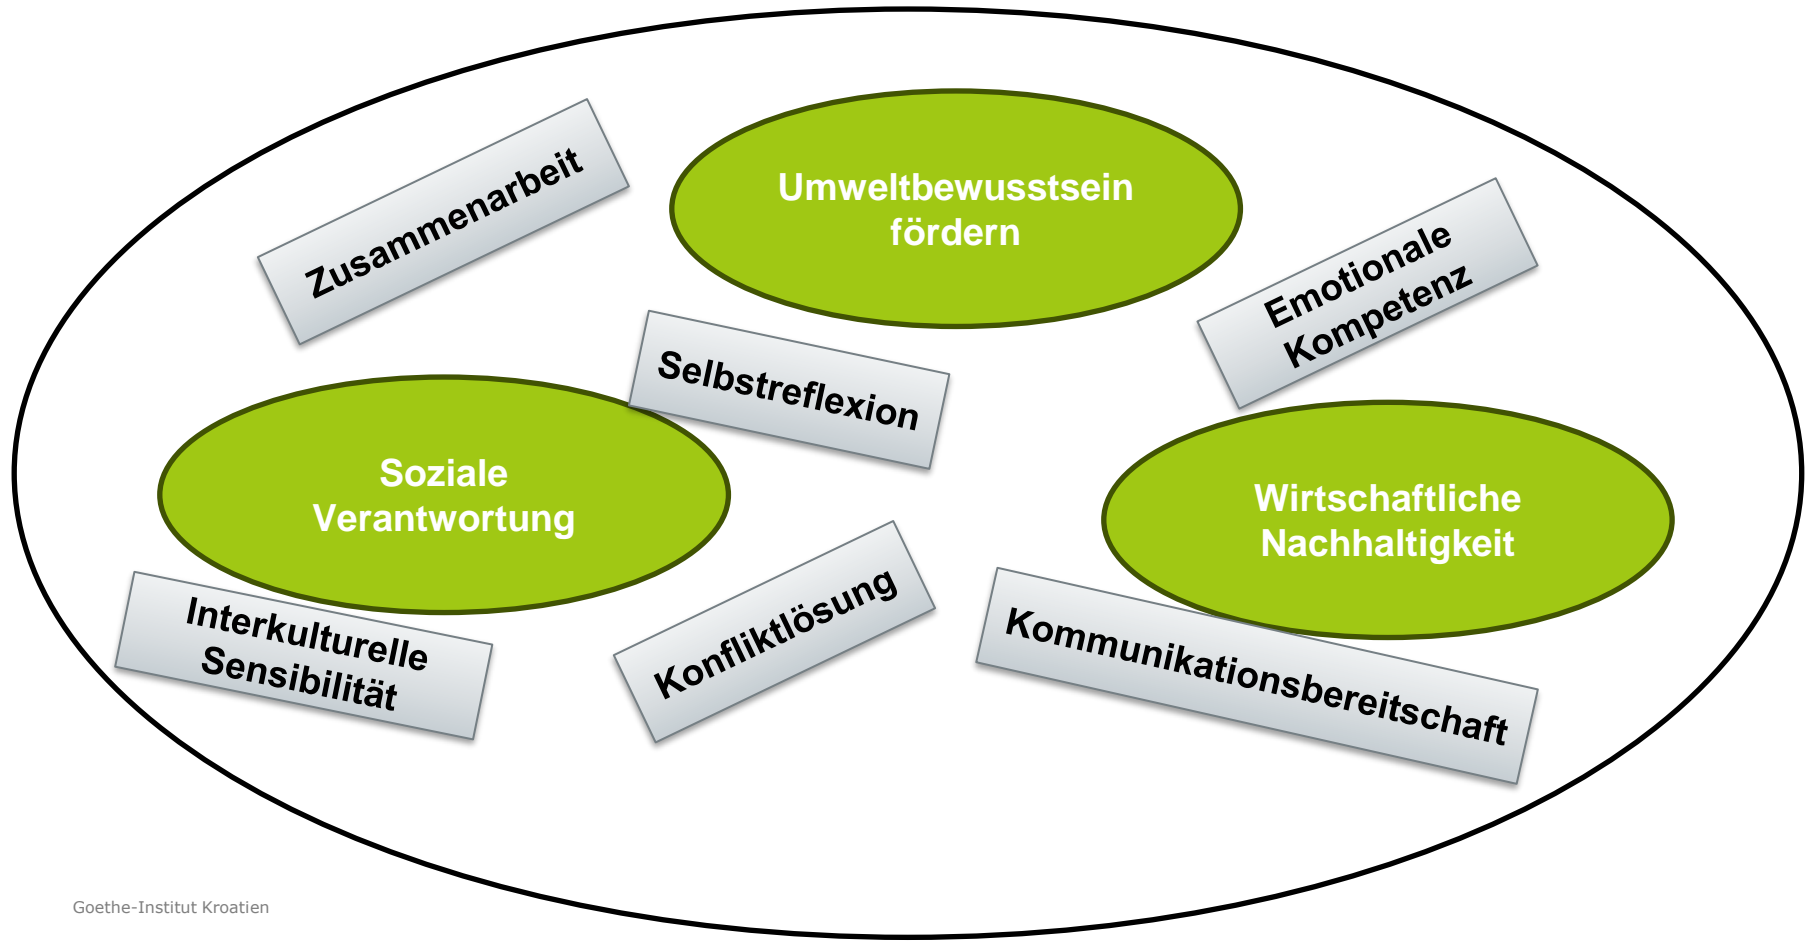 Zusammenarbeit
Umweltbewusstsein
fördern
Emotionale
Kompetenz
Selbstreflexion
Soziale
Verantwortung
Wirtschaftliche
Nachhaltigkeit
Interkulturelle
Sensibilität
Konfliktlösung
Kommunikationsbereitschaft
Goethe-Institut Kroatien